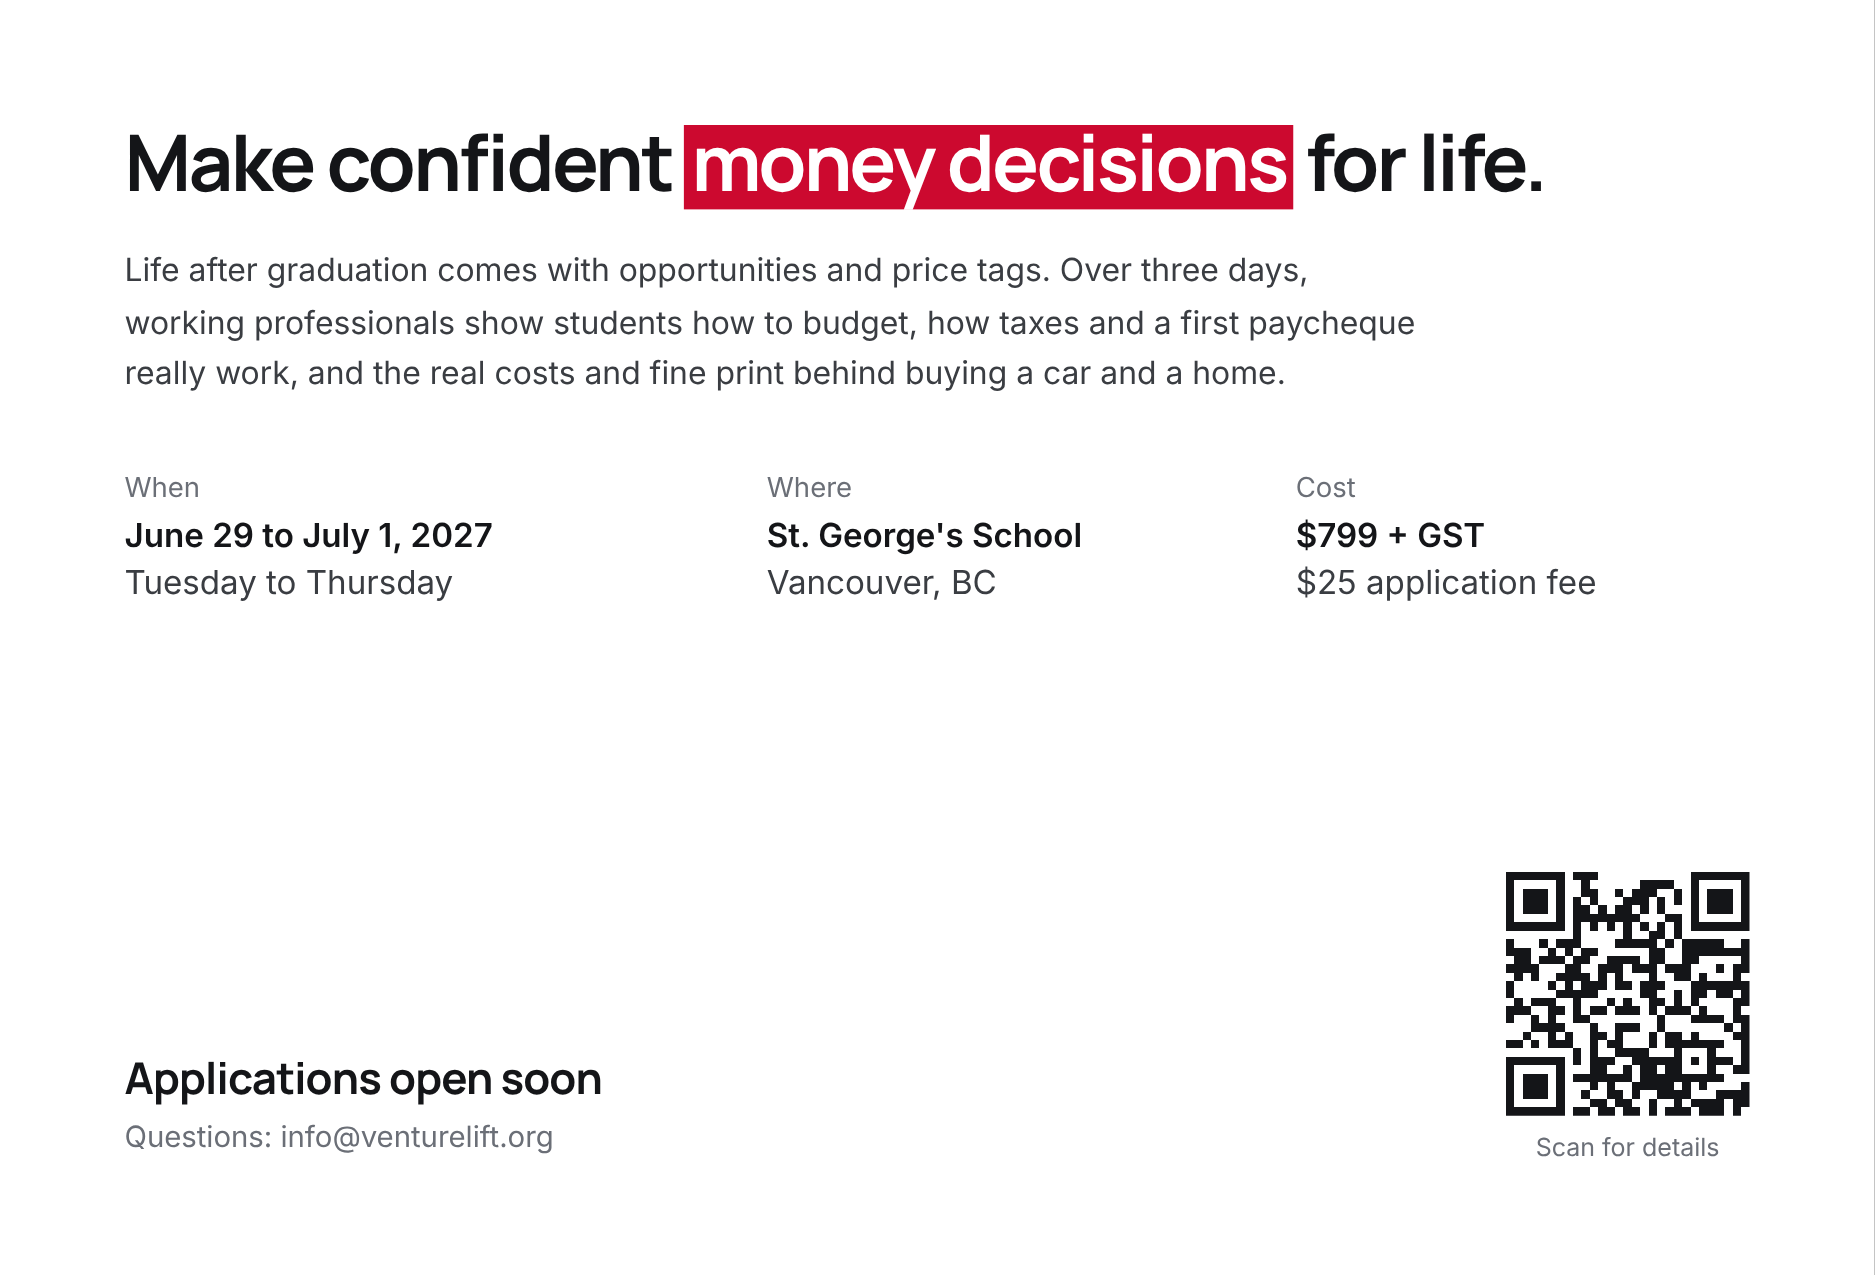 Make confident money decisions for life.
Life after graduation comes with opportunities and price tags. Over three days,
working professionals show students how to budget, how taxes and a first paycheque
really work, and the real costs and fine print behind buying a car and a home.
When
June 29 to July 1, 2027
Tuesday to Thursday
Where
St. George's School
Vancouver, BC
Cost
$799 + GST
$25 application fee
Applications open soon
Questions: info@venturelift.org
Scan for details